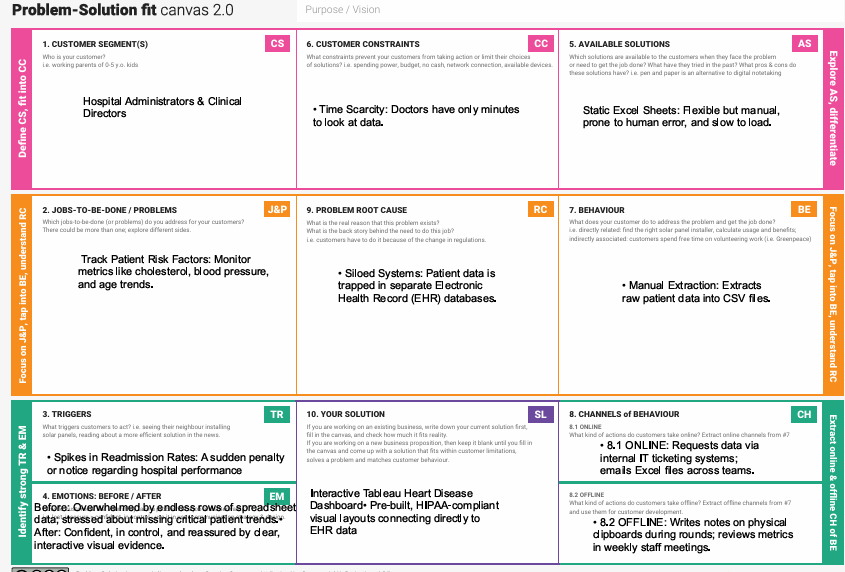 Problem-Solution fit canvas 2.0
Purpose / Vision
Define CS, fit into CC
1. CUSTOMER SEGMENT(S)
CS
Who is your customer?
i.e. working parents of 0-5 y.o. kids
Hospital Administrators & Clinical
Directors
6. CUSTOMER CONSTRAINTS
CC
What constraints prevent your customers from taking action or limit their choices
of solutions? i.e. spending power, budget, no cash, network connection, available devices.
• Time Scarcity: Doctors have only minutes
to look at data.
5. AVAILABLE SOLUTIONS
AS
Which solutions are available to the customers when they face the problem
or need to get the job done? What have they tried in the past? What pros & cons do
these solutions have? i.e. pen and paper is an alternative to digital notetaking
Static Excel Sheets: Flexible but manual,
prone to human error, and slow to load.
Explore AS, differentiate
Focus on J&P, tap into BE, understand RC
2. JOBS-TO-BE-DONE / PROBLEMS
J&P
Which jobs-to-be-done (or problems) do you address for your customers?
There could be more than one; explore different sides.
Track Patient Risk Factors: Monitor
metrics like cholesterol, blood pressure,
and age trends.
9. PROBLEM ROOT CAUSE
RC
What is the real reason that this problem exists?
What is the back story behind the need to do this job?
i.e. customers have to do it because of the change in regulations.
• Siloed Systems: Patient data is
trapped in separate Electronic
Health Record (EHR) databases.
7. BEHAVIOUR
BE
What does your customer do to address the problem and get the job done?
i.e. directly related: find the right solar panel installer, calculate usage and benefits;
indirectly associated: customers spend free time on volunteering work (i.e. Greenpeace)
• Manual Extraction: Extracts
raw patient data into CSV files.
Focus on J&P, tap into BE, understand RC
Identify strong TR & EM
3. TRIGGERS
TR
What triggers customers to act? i.e. seeing their neighbour installing
solar panels, reading about a more efficient solution in the news.
• Spikes in Readmission Rates: A sudden penalty
or notice regarding hospital performance
4. EMOTIONS: BEFORE / AFTER
EM
Before: Overwhelmed by endless rows of spreadsheet
data; stressed about missing critical patient trends.•
After: Confident, in control, and reassured by clear,
interactive visual evidence.
10. YOUR SOLUTION
SL
If you are working on an existing business, write down your current solution first,
fill in the canvas, and check how much it fits reality.
If you are working on a new business proposition, then keep it blank until you fill in
the canvas and come up with a solution that fits within customer limitations,
solves a problem and matches customer behaviour.
Interactive Tableau Heart Disease
Dashboard• Pre-built, HIPAA-compliant
visual layouts connecting directly to
EHR data
8. CHANNELS of BEHAVIOUR
CH
8.1 ONLINE
What kind of actions do customers take online? Extract online channels from #7
• 8.1 ONLINE: Requests data via
internal IT ticketing systems;
emails Excel files across teams.
8.2 OFFLINE
What kind of actions do customers take offline? Extract offline channels from #7
and use them for customer development.
• 8.2 OFFLINE: Writes notes on physical
clipboards during rounds; reviews metrics
in weekly staff meetings.
Extract online & offline CH of BE